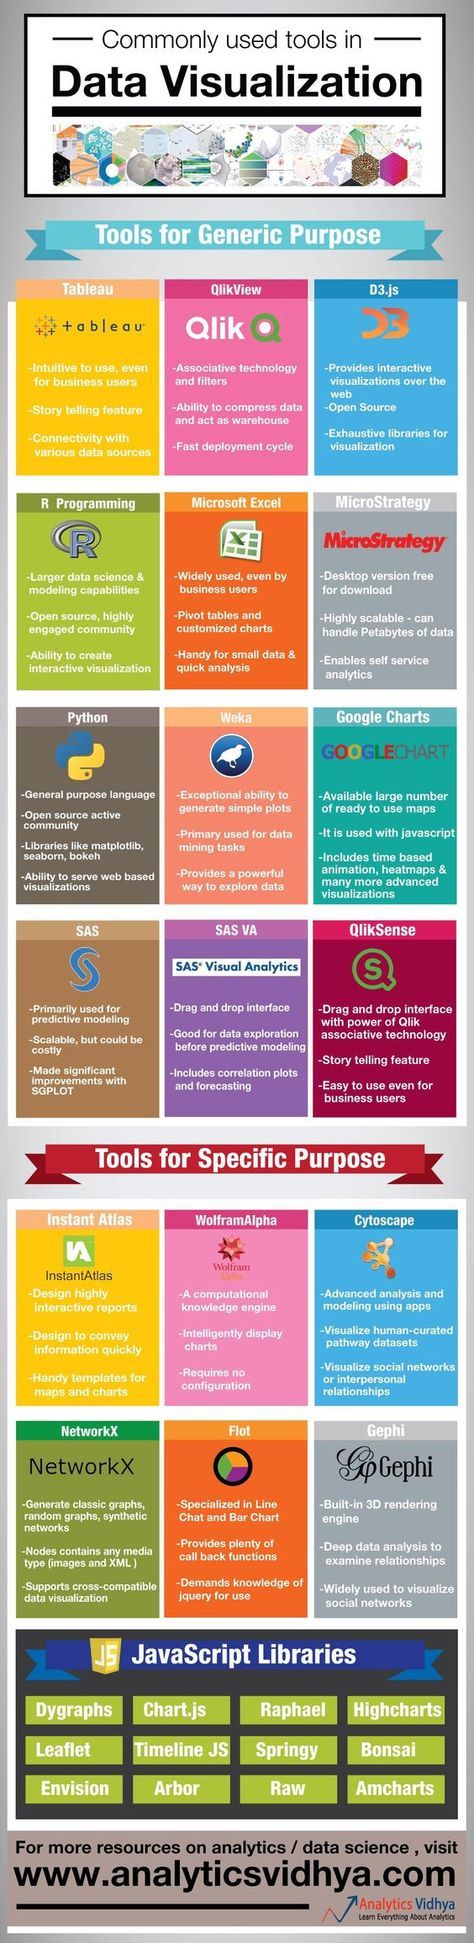 Commonly used tools in
Data Visualization
Tools for Generic Purpose
Tableau
+tableau
-Intuitive to use, even
for business users
-Story telling feature
-Connectivity with
various data sources
QlikView
Qlik Q
-Associative technology
and filters
-Ability to compress data
and act as warehouse
-Fast deployment cycle
D3.js
D3
-Provides interactive
visualizations over the
web
-Open Source
-Exhaustive libraries for
visualization
R Programming
R
-Larger data science &
modeling capabilities
-Open source, highly
engaged community
-Ability to create
interactive visualization
Microsoft Excel
X
-Widely used, even by
business users
-Pivot tables and
customized charts
-Handy for small data &
quick analysis
MicroStrategy
MicroStrategy
-Desktop version free
for download
-Highly scalable - can
handle Petabytes of data
-Enables self service
analytics
Python
-General purpose language
-Open source active
community
-Libraries like matplotlib,
seaborn, bokeh
-Ability to serve web based
visualizations
Weka
-Exceptional ability to
generate simple plots
-Primary used for data
mining tasks
-Provides a powerful
way to explore data
Google Charts
GOOGLECHART
-Available large number
of ready to use maps
-It is used with javascript
-Includes time based
animation, heatmaps &
many more advanced
visualizations
SAS
-Primarily used for
predictive modeling
-Scalable, but could be
costly
-Made significant
improvements with
SGPLOT
SAS VA
SAS® Visual Analytics
-Drag and drop interface
-Good for data exploration
before predictive modeling
-Includes correlation plots
and forecasting
QlikSense
S
-Drag and drop interface
with power of Qlik
associative technology
-Story telling feature
-Easy to use even for
business users
Tools for Specific Purpose
Instant Atlas
IA
InstantAtlas
-Design highly
interactive reports
-Design to convey
information quickly
-Handy templates for
maps and charts
WolframAlpha
Wolfram
Alpha
-A computational
knowledge engine
-Intelligently display
charts
-Requires no
configuration
Cytoscape
-Advanced analysis and
modeling using apps
-Visualize human-curated
pathway datasets
-Visualize social networks
or interpersonal
relationships
NetworkX
NetworkX
-Generate classic graphs,
random graphs, synthetic
networks
-Nodes contains any media
type (images and XML )
-Supports cross-compatible
data visualization
Flot
-Specialized in Line
Chat and Bar Chart
-Provides plenty of
call back functions
-Demands knowledge of
jquery for use
Gephi
Gephi
-Built-in 3D rendering
engine
-Deep data analysis to
examine relationships
-Widely used to visualize
social networks
JS JavaScript Libraries
Dygraphs Chart.js Raphael Highcharts
Leaflet Timeline JS Springy Bonsai
Envision Arbor Raw Amcharts
For more resources on analytics / data science , visit
www.analyticsvidhya.com
Analytics Vidhya
Learn Everything About Analytics